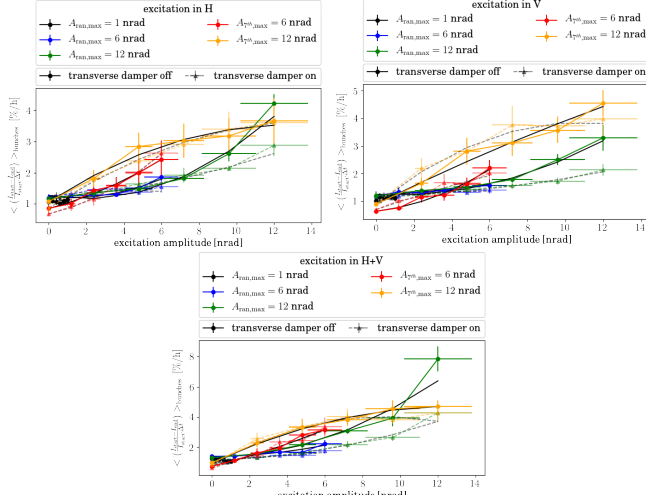 excitation in H
A_ran,max = 1 nrad
A_7th,max = 6 nrad
A_ran,max = 6 nrad
A_7th,max = 12 nrad
A_ran,max = 12 nrad
transverse damper off
transverse damper on
4
3
2
1
0 2 4 6 8 10 12 14
excitation amplitude [nrad]
excitation in V
A_ran,max = 1 nrad
A_7th,max = 6 nrad
A_ran,max = 6 nrad
A_7th,max = 12 nrad
A_ran,max = 12 nrad
transverse damper off
transverse damper on
5
4
3
2
1
0 2 4 6 8 10 12 14
excitation amplitude [nrad]
excitation in H+V
A_ran,max = 1 nrad
A_7th,max = 6 nrad
A_ran,max = 6 nrad
A_7th,max = 12 nrad
A_ran,max = 12 nrad
transverse damper off
transverse damper on
8
6
4
2
0 2 4 6 8 10 12 14
excitation amplitude [nrad]